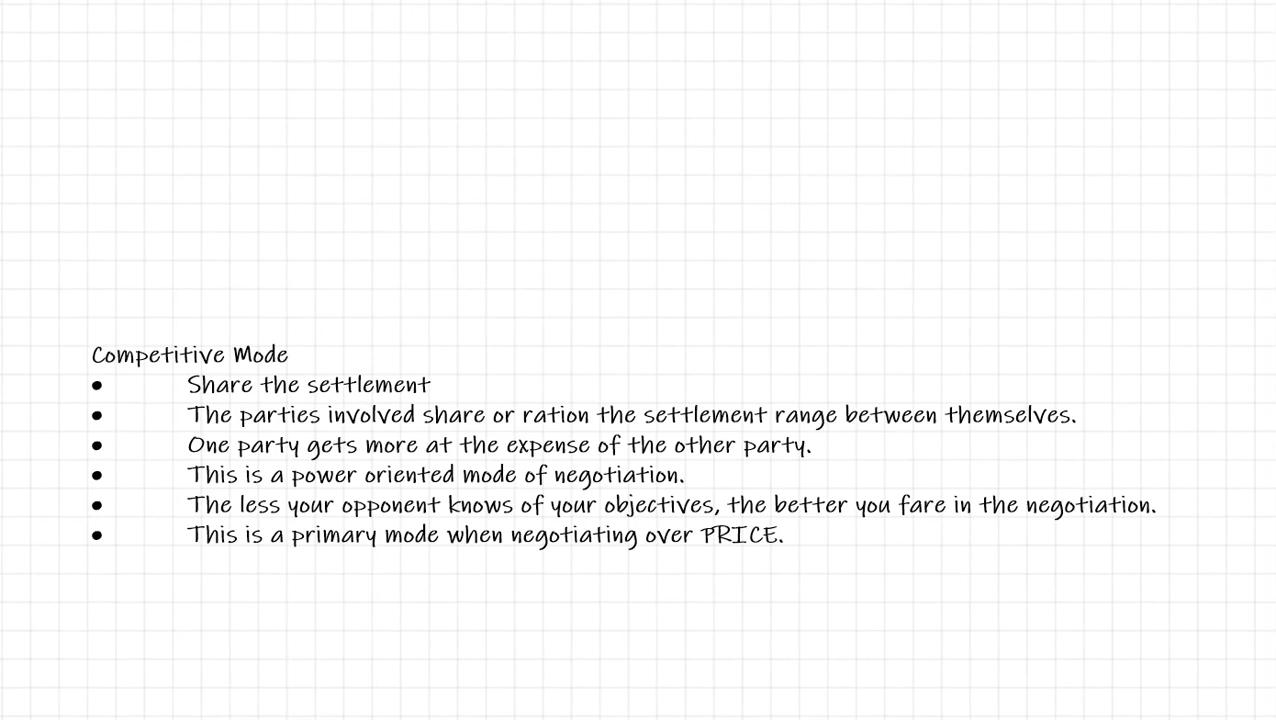 Competitive Mode
• Share the settlement
• The parties involved share or ration the settlement range between themselves.
• One party gets more at the expense of the other party.
• This is a power oriented mode of negotiation.
• The less your opponent knows of your objectives, the better you fare in the negotiation.
• This is a primary mode when negotiating over PRICE.